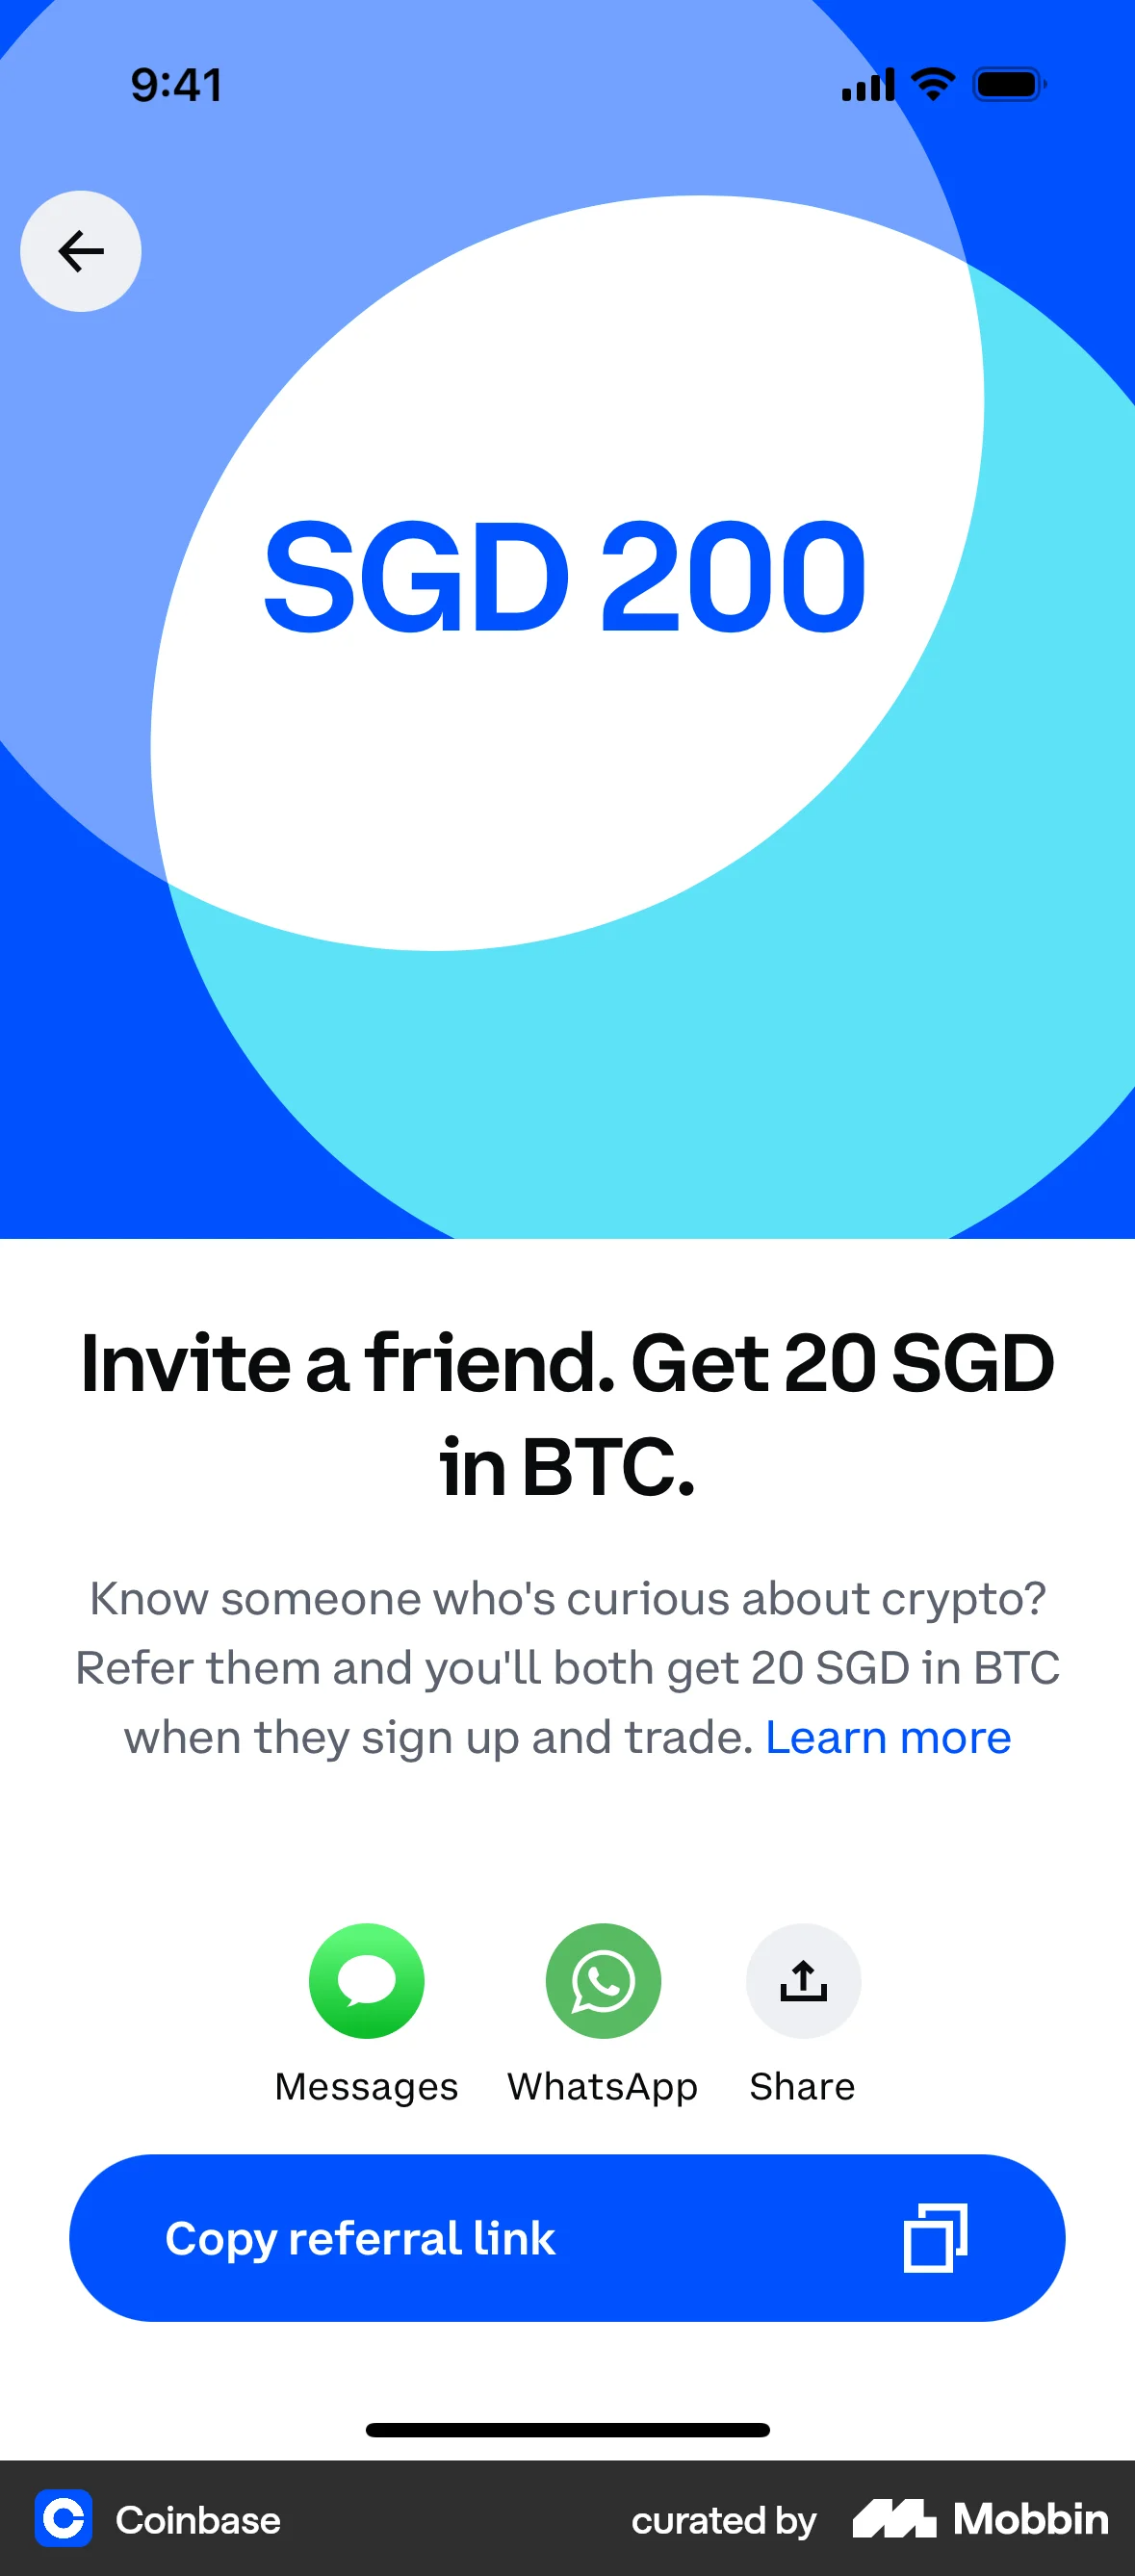 9:41
SGD 200
Invite a friend. Get 20 SGD
in BTC.
Know someone who's curious about crypto?
Refer them and you'll both get 20 SGD in BTC
when they sign up and trade. Learn more
Messages WhatsApp Share
Copy referral link
Coinbase curated by Mobbin